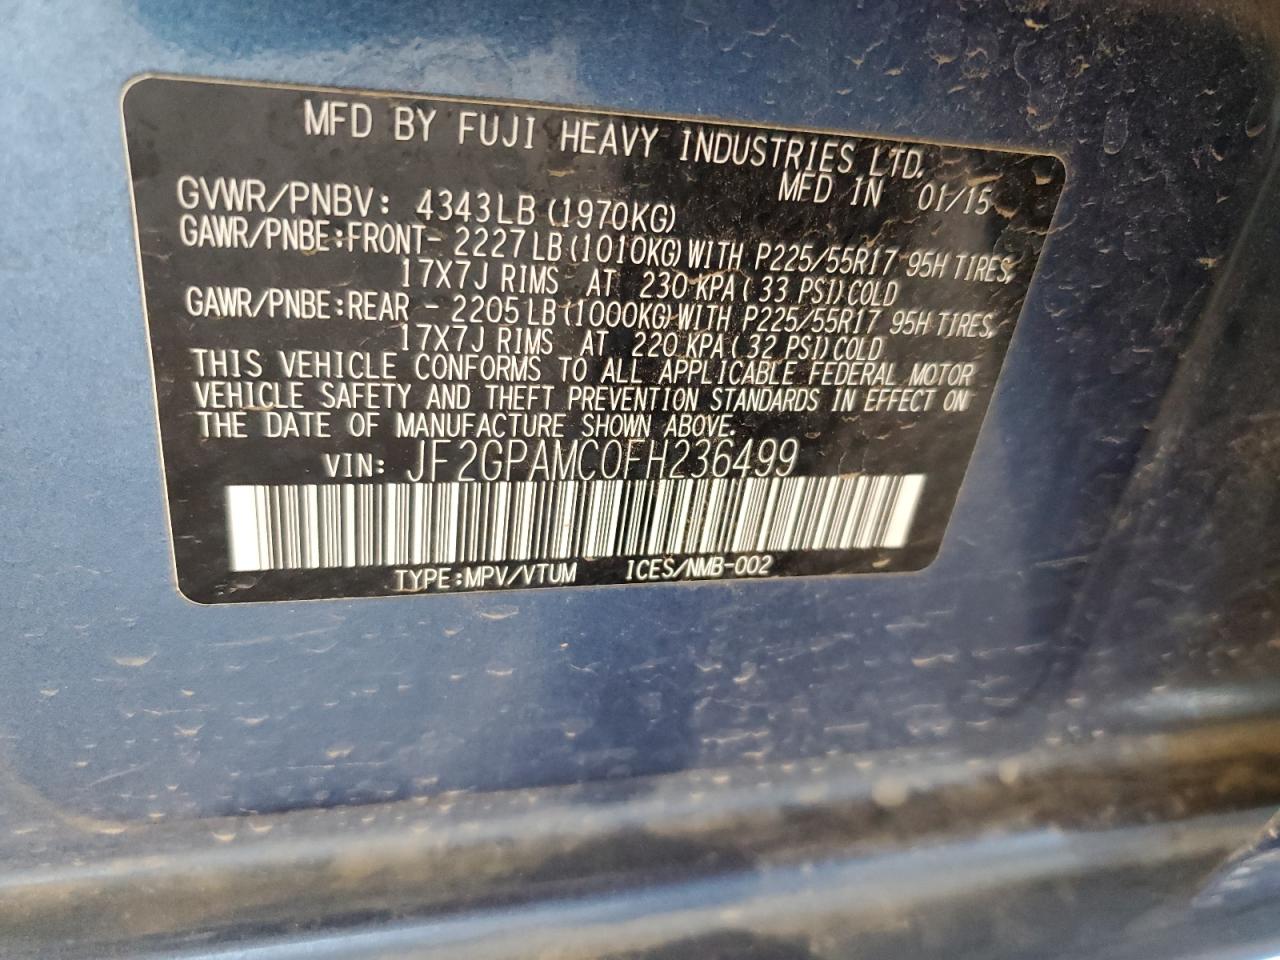 MFD BY FUJI HEAVY INDUSTRIES LTD.
MFD IN 01/15
GVWR/PNBV: 4343LB (1970KG)
GAWR/PNBE:FRONT- 2227LB(1010KG)WITH P225/55R17 95H TIRES,
17X7J RIMS AT 230 KPA( 33 PSI)COLD
GAWR/PNBE:REAR - 2205LB(1000KG)WITH P225/55R17 95H TIRES,
17X7J RIMS AT 220 KPA( 32 PSI)COLD
THIS VEHICLE CONFORMS TO ALL APPLICABLE FEDERAL MOTOR
VEHICLE SAFETY AND THEFT PREVENTION STANDARDS IN EFFECT ON
THE DATE OF MANUFACTURE SHOWN ABOVE.
VIN: JF2GPAMC0FH236499
TYPE:MPV/VTUM ICES/NMB-002